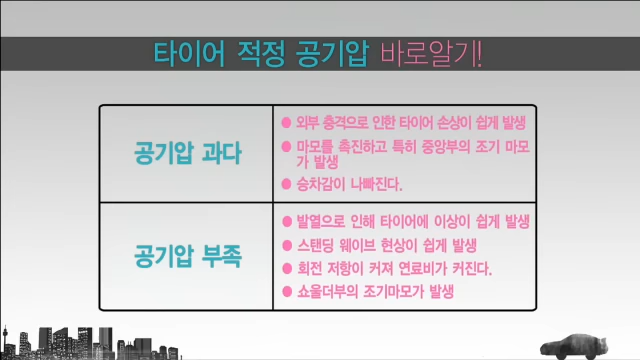 타이어 적정 공기압 바로알기!
공기압 과다
● 외부 충격으로 인한 타이어 손상이 쉽게 발생
● 마모를 촉진하고 특히 중앙부의 조기 마모
가 발생
● 승차감이 나빠진다.
공기압 부족
● 발열으로 인해 타이어에 이상이 쉽게 발생
● 스탠딩 웨이브 현상이 쉽게 발생
● 회전 저항이 커져 연료비가 커진다.
● 쇼울더부의 조기마모가 발생